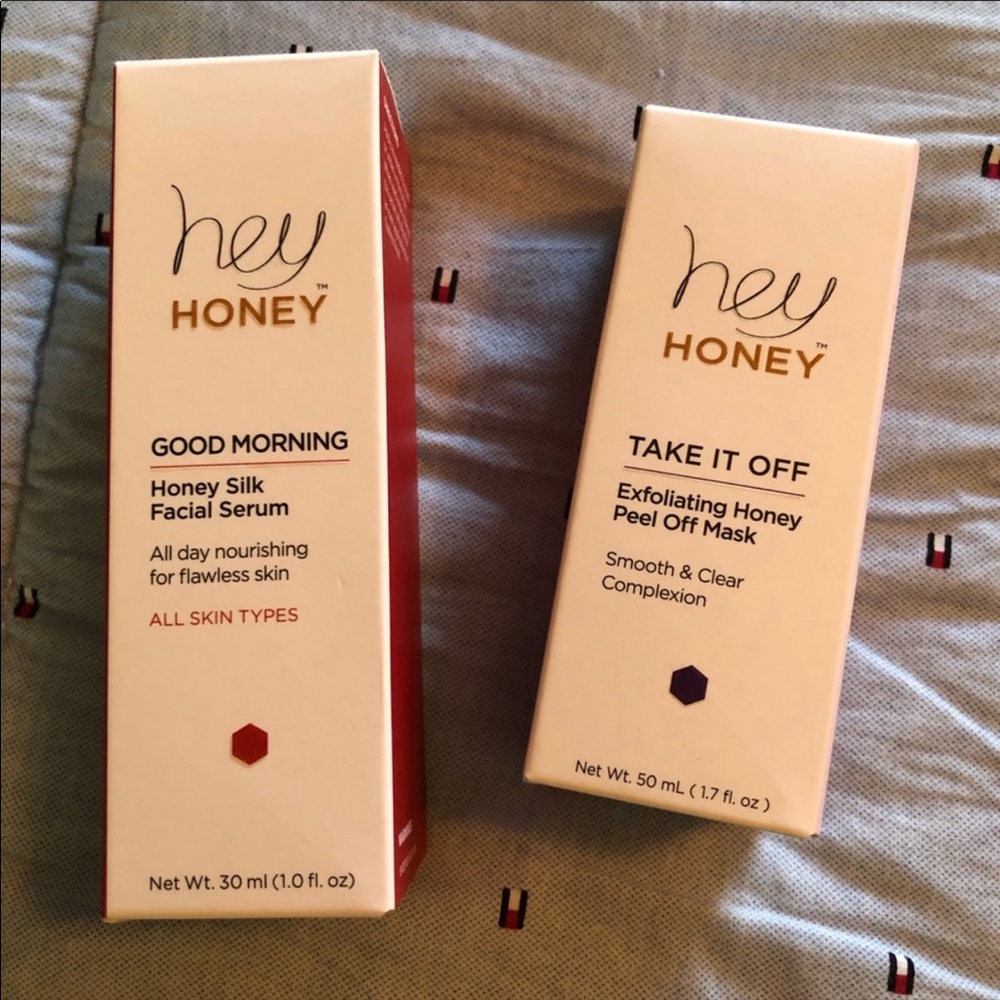 hey
HONEY™
GOOD MORNING
Honey Silk
Facial Serum
All day nourishing
for flawless skin
ALL SKIN TYPES
Net Wt. 30 ml (1.0 fl. oz)
hey
HONEY™
TAKE IT OFF
Exfoliating Honey
Peel Off Mask
Smooth & Clear
Complexion
Net Wt. 50 mL ( 1.7 fl. oz )